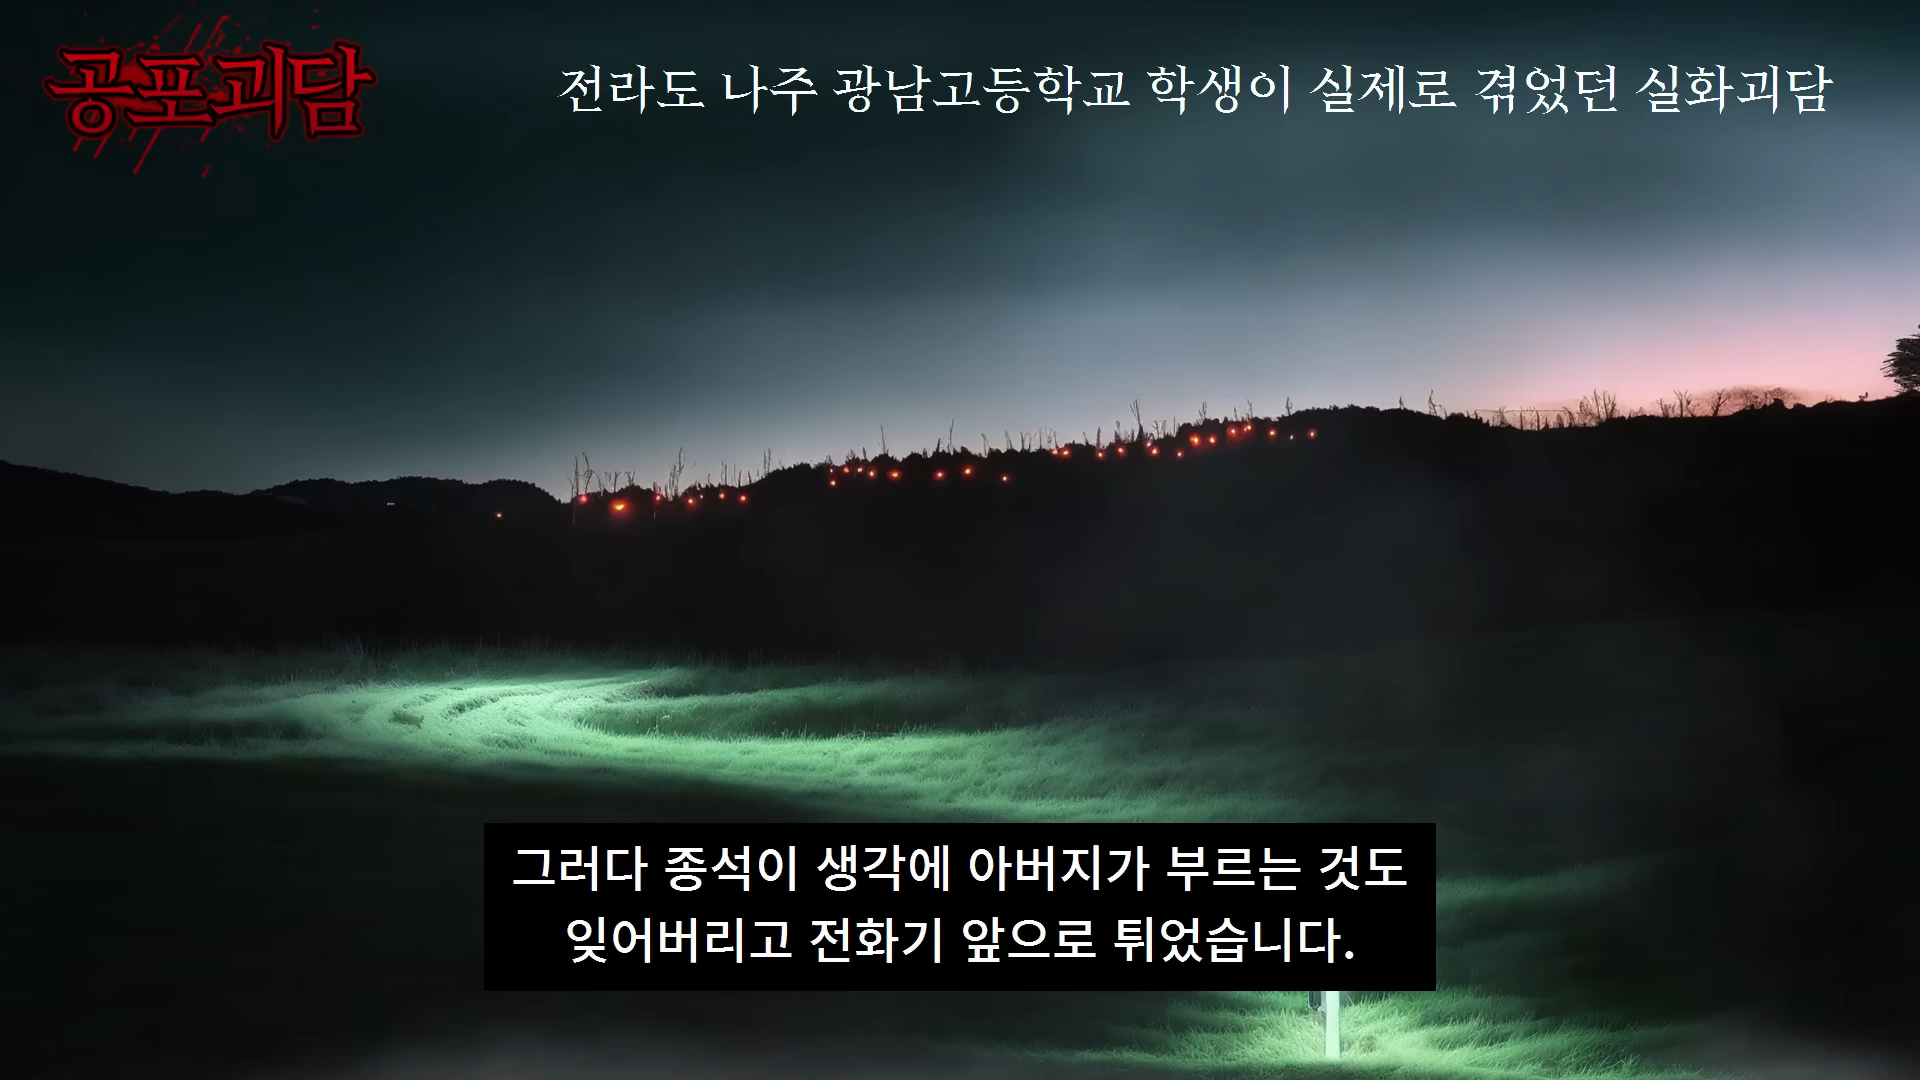 공포괴담
전라도 나주 광남고등학교 학생이 실제로 겪었던 실화괴담
그러다 종석이 생각에 아버지가 부르는 것도
잊어버리고 전화기 앞으로 튀었습니다.